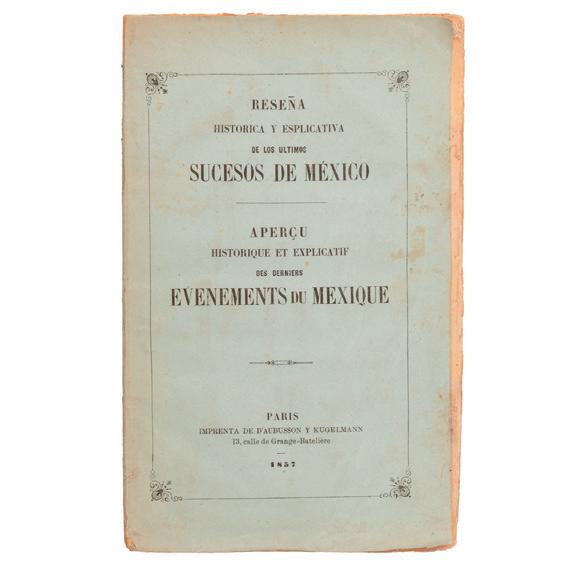 RESEÑA
HISTORICA Y ESPLICATIVA
DE LOS ULTIMOS
SUCESOS DE MÉXICO
APERÇU
HISTORIQUE ET EXPLICATIF
DES DERNIERS
EVENEMENTS DU MEXIQUE
PARIS
IMPRENTA DE D'AUBUSSON Y KUGELMANN
13, calle de Grange-Batelière
1857